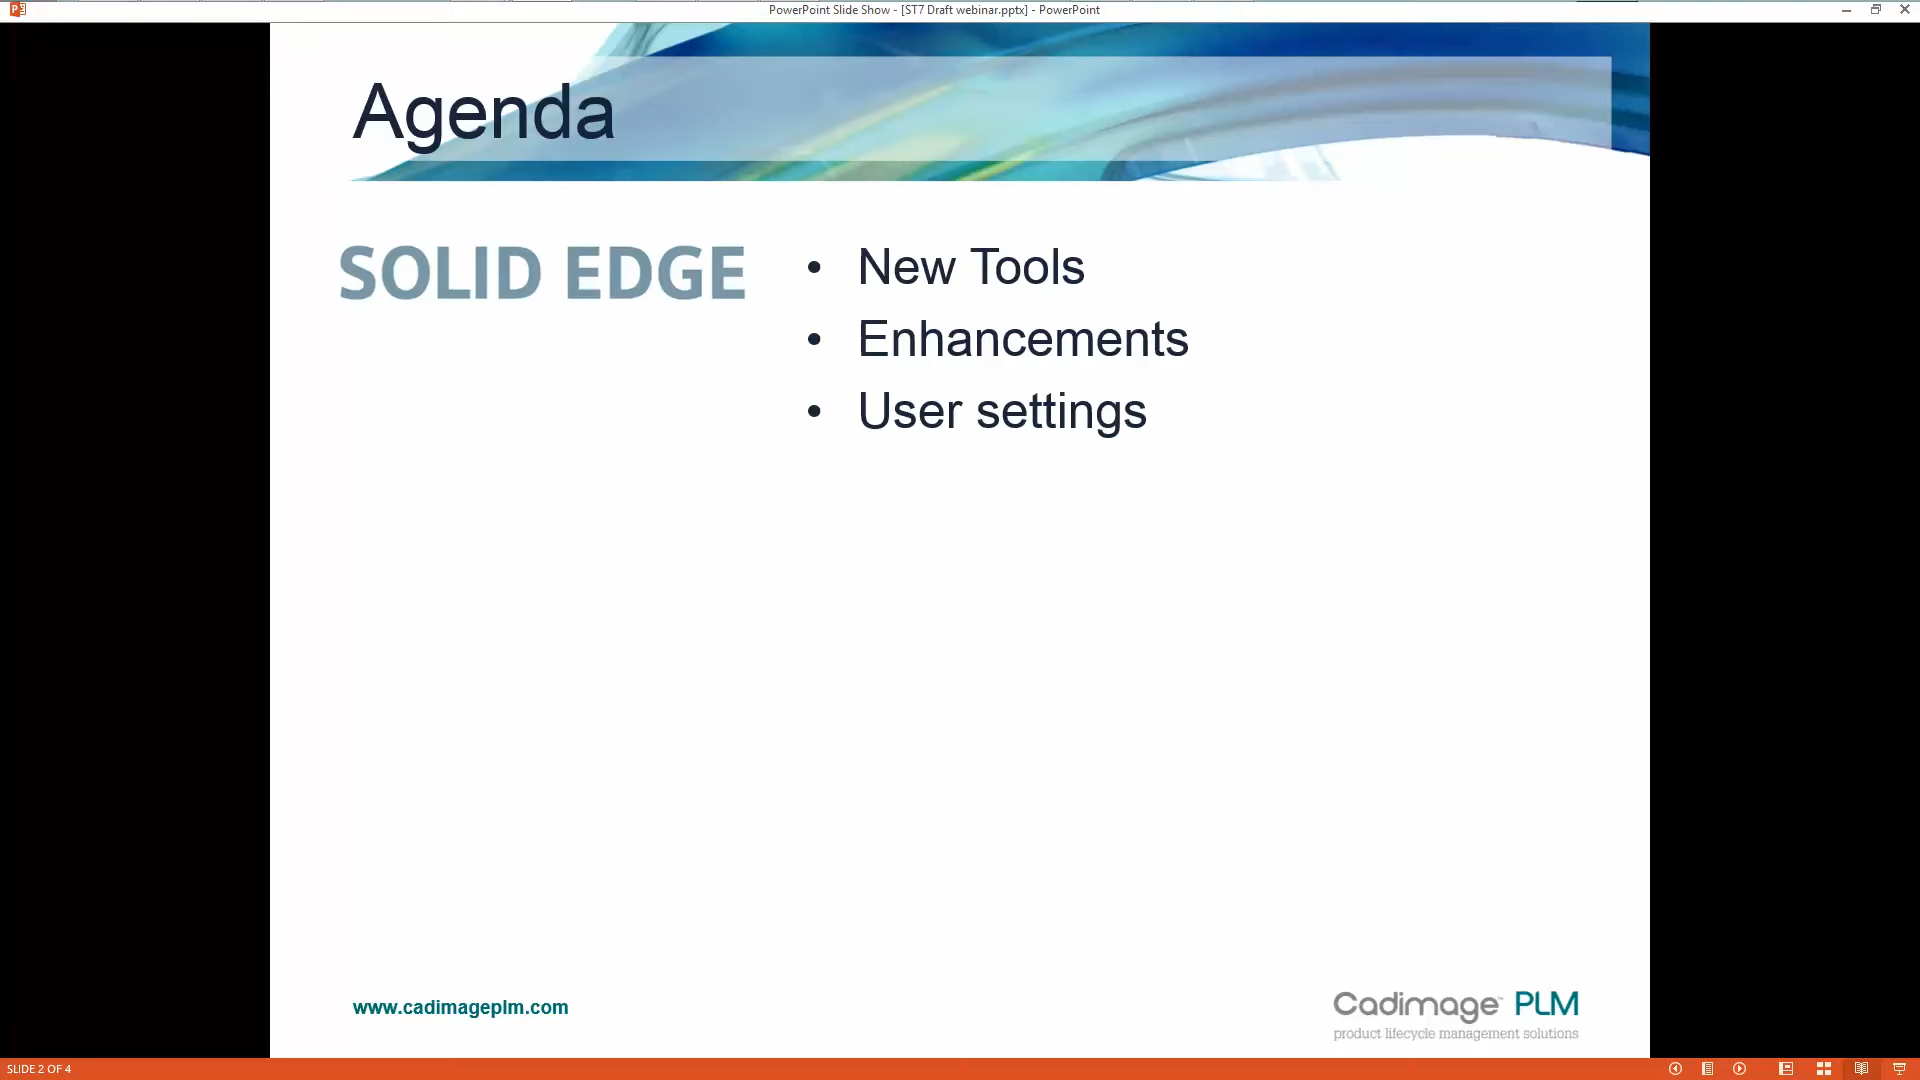 PowerPoint Slide Show - [ST7 Draft webinar.pptx] - PowerPoint
Agenda
SOLID EDGE
• New Tools
• Enhancements
• User settings
www.cadimageplm.com
Cadimage™ PLM
product lifecycle management solutions
SLIDE 2 OF 4